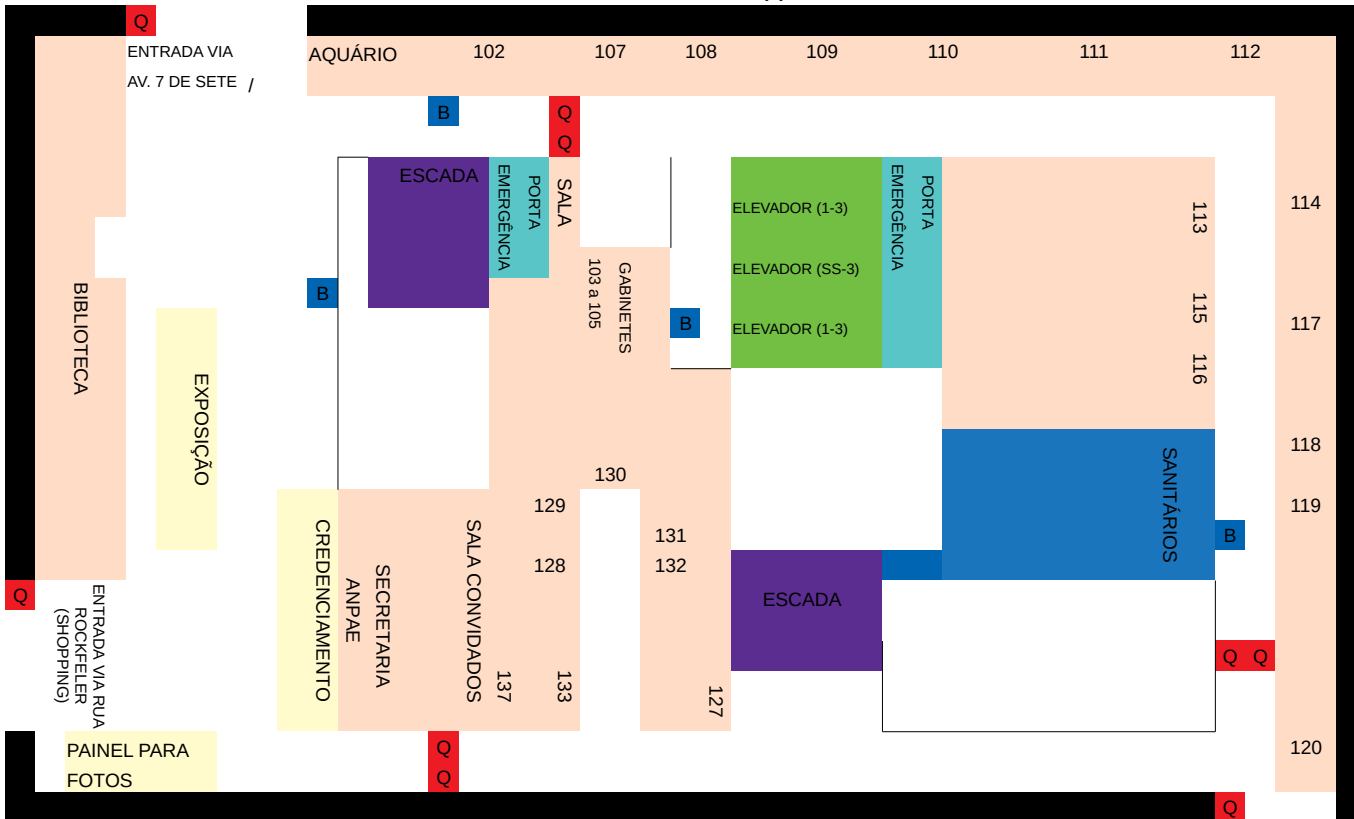 Q
ENTRADA VIA
AV. 7 DE SETE /
AQUÁRIO
102
107
108
109
110
111
112
B
Q
Q
ESCADA
PORTA
EMERGÊNCIA
SALA
ELEVADOR (1-3)
ELEVADOR (SS-3)
ELEVADOR (1-3)
PORTA
EMERGÊNCIA
113
114
115
116
117
B
GABINETES
103 a 105
B
BIBLIOTECA
EXPOSIÇÃO
118
119
130
129
128
131
132
SANITÁRIOS
B
Q
ENTRADA VIA RUA
ROCKFELER
(SHOPPING)
CREDENCIAMENTO
SECRETARIA
ANPAE
SALA CONVIDADOS
137
133
127
ESCADA
Q Q
PAINEL PARA
FOTOS
Q
Q
120
Q